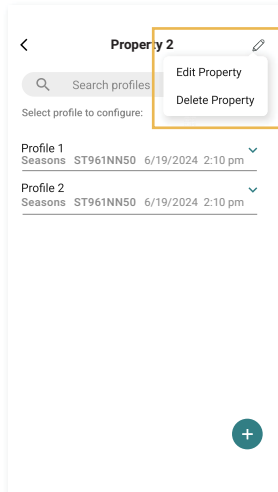 Property 2
Edit Property
Delete Property
Search profiles
Select profile to configure:
Profile 1
Seasons ST961NN50 6/19/2024 2:10 pm
Profile 2
Seasons ST961NN50 6/19/2024 2:10 pm
+